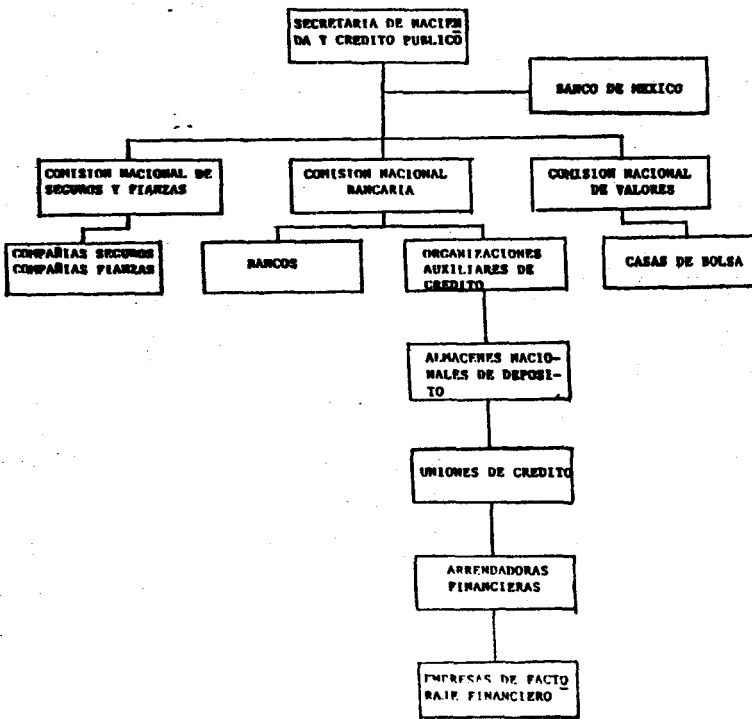 SECRETARIA DE HACIEN
DA Y CREDITO PUBLICO
BANCO DE MEXICO
COMISION NACIONAL DE
SEGUROS Y FIANZAS
COMISION NACIONAL
BANCARIA
COMISION NACIONAL
DE VALORES
COMPAÑIAS SEGUROS
COMPAÑIAS FIANZAS
BANCOS
ORGANIZACIONES
AUXILIARES DE
CREDITO
CASAS DE BOLSA
ALMACENES NACIO-
NALES DE DEPOSI-
TO
UNIONES DE CREDITO
ARRENDADORAS
FINANCIERAS
EMPRESAS DE FACTO
RAJE FINANCIERO